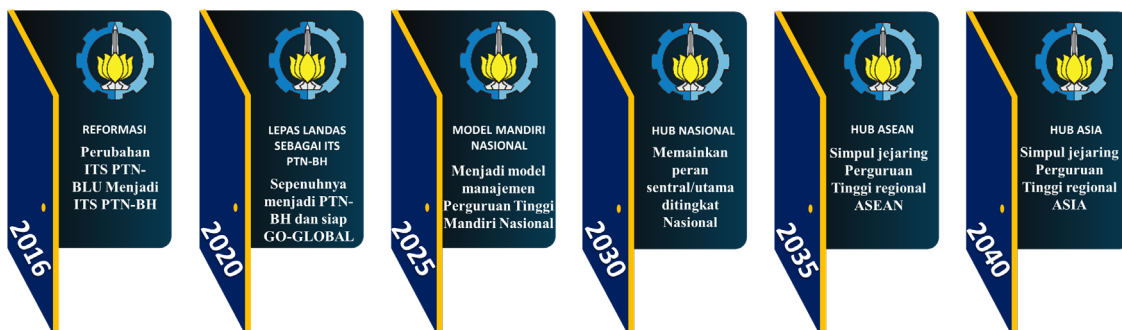 REFORMASI
Perubahan
ITS PTN-
BLU Menjadi
ITS PTN-BH
2016
LEPAS LANDAS
SEBAGAI ITS
PTN-BH
Sepenuhnya
menjadi PTN-
BH dan siap
GO-GLOBAL
2020
MODEL MANDIRI
NASIONAL
Menjadi model
manajemen
Perguruan Tinggi
Mandiri Nasional
2025
HUB NASIONAL
Memainkan
peran
sentral/utama
ditingkat
Nasional
2030
HUB ASEAN
Simpul jejaring
Perguruan
Tinggi regional
ASEAN
2035
HUB ASIA
Simpul jejaring
Perguruan
Tinggi regional
ASIA
2040